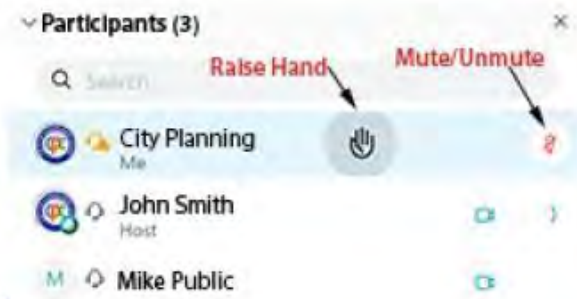 Participants (3)
Raise Hand
Mute/Unmute
Search
City Planning
Me
John Smith
Host
M Mike Public